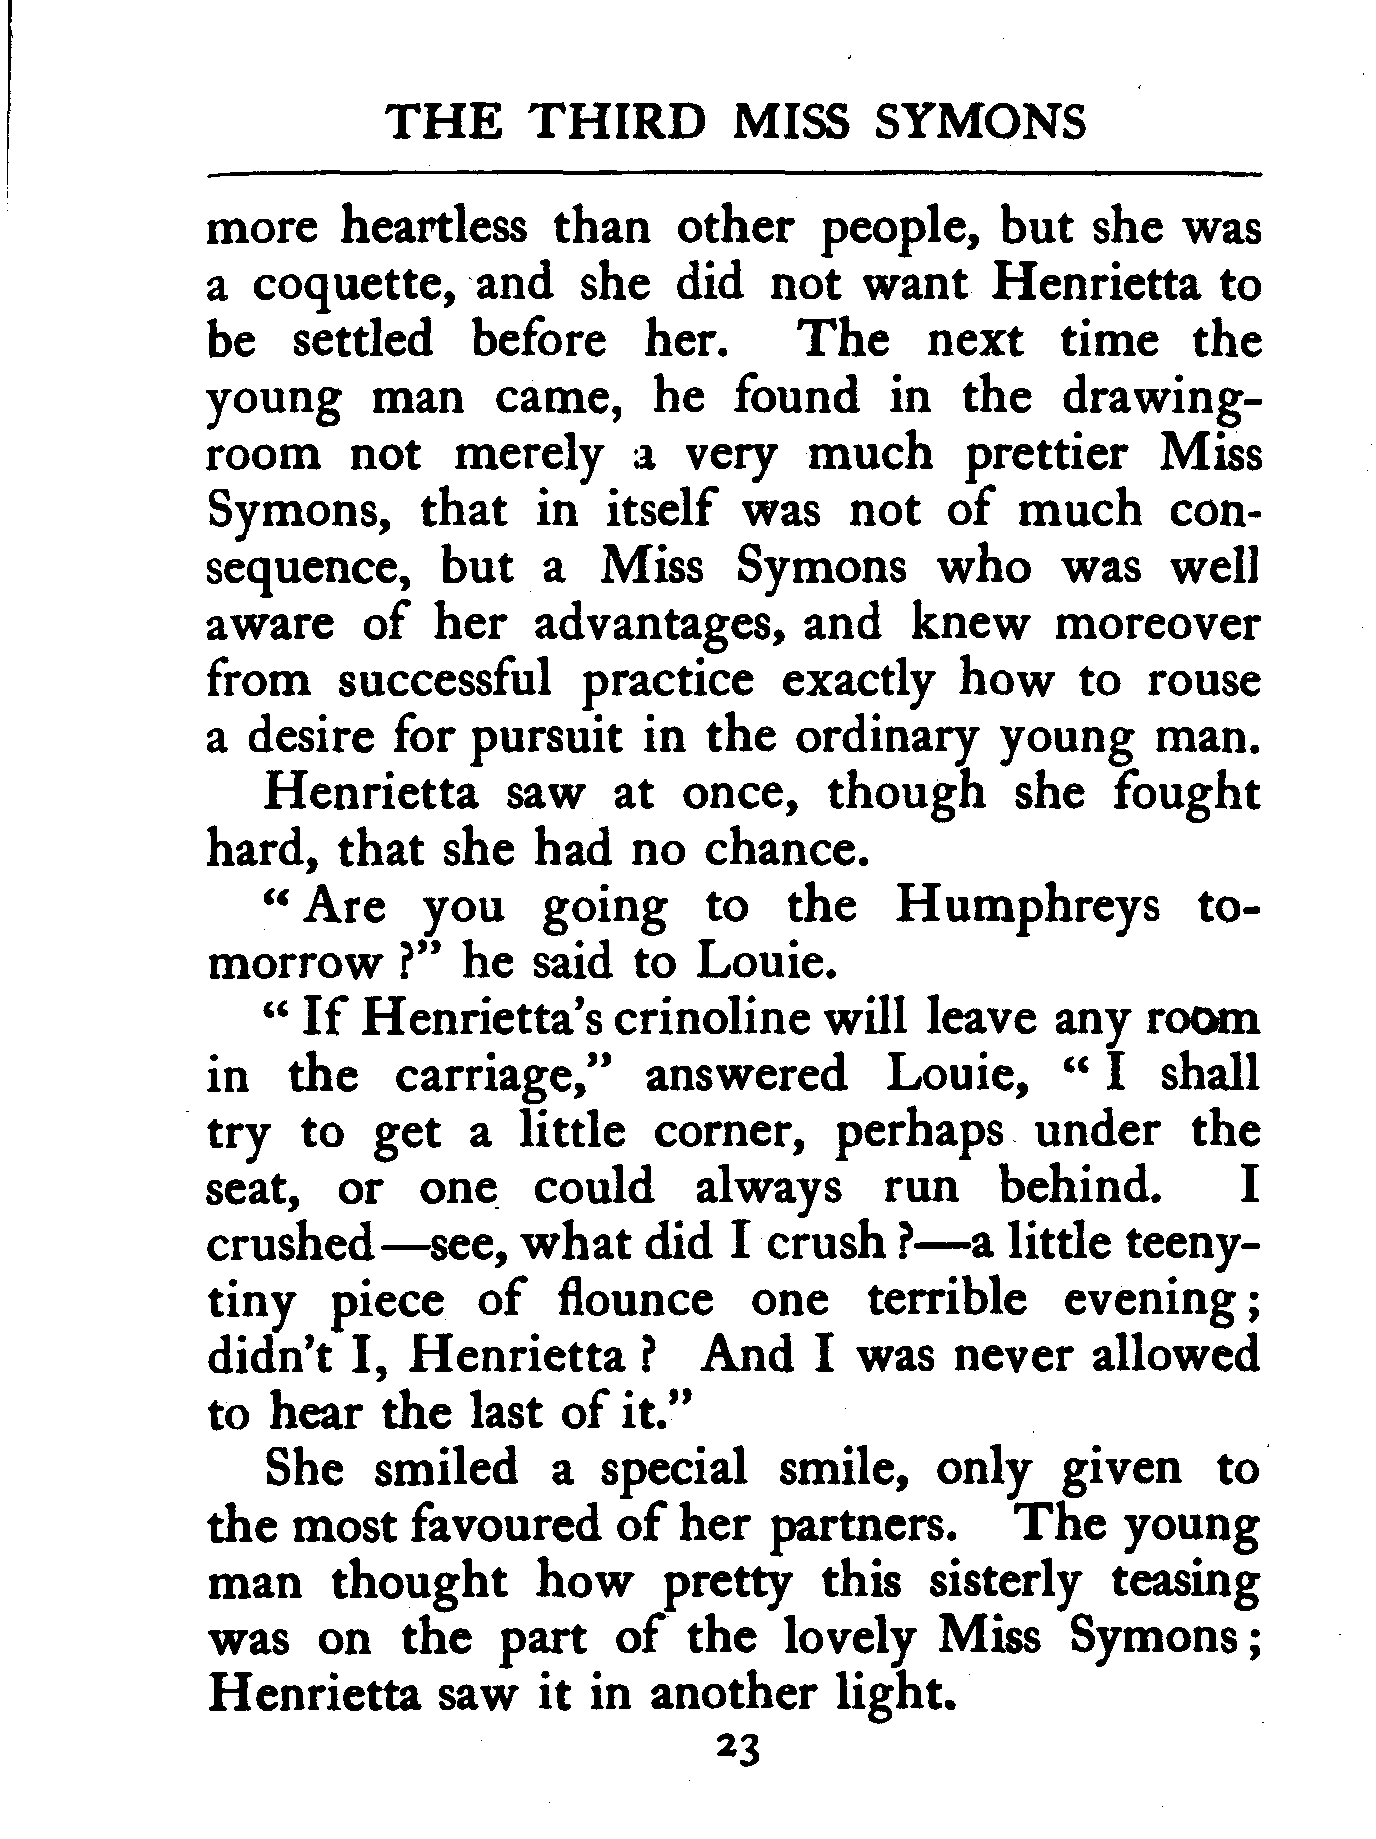 THE THIRD MISS SYMONS
more heartless than other people, but she was
a coquette, and she did not want Henrietta to
be settled before her. The next time the
young man came, he found in the drawing-
room not merely a very much prettier Miss
Symons, that in itself was not of much con-
sequence, but a Miss Symons who was well
aware of her advantages, and knew moreover
from successful practice exactly how to rouse
a desire for pursuit in the ordinary young man.
Henrietta saw at once, though she fought
hard, that she had no chance.
“ Are you going to the Humphreys to-
morrow ?” he said to Louie.
“ If Henrietta’s crinoline will leave any room
in the carriage,” answered Louie, “ I shall
try to get a little corner, perhaps under the
seat, or one could always run behind. I
crushed—see, what did I crush ?—a little teeny-
tiny piece of flounce one terrible evening ;
didn’t I, Henrietta ? And I was never allowed
to hear the last of it.”
She smiled a special smile, only given to
the most favoured of her partners. The young
man thought how pretty this sisterly teasing
was on the part of the lovely Miss Symons ;
Henrietta saw it in another light.
23